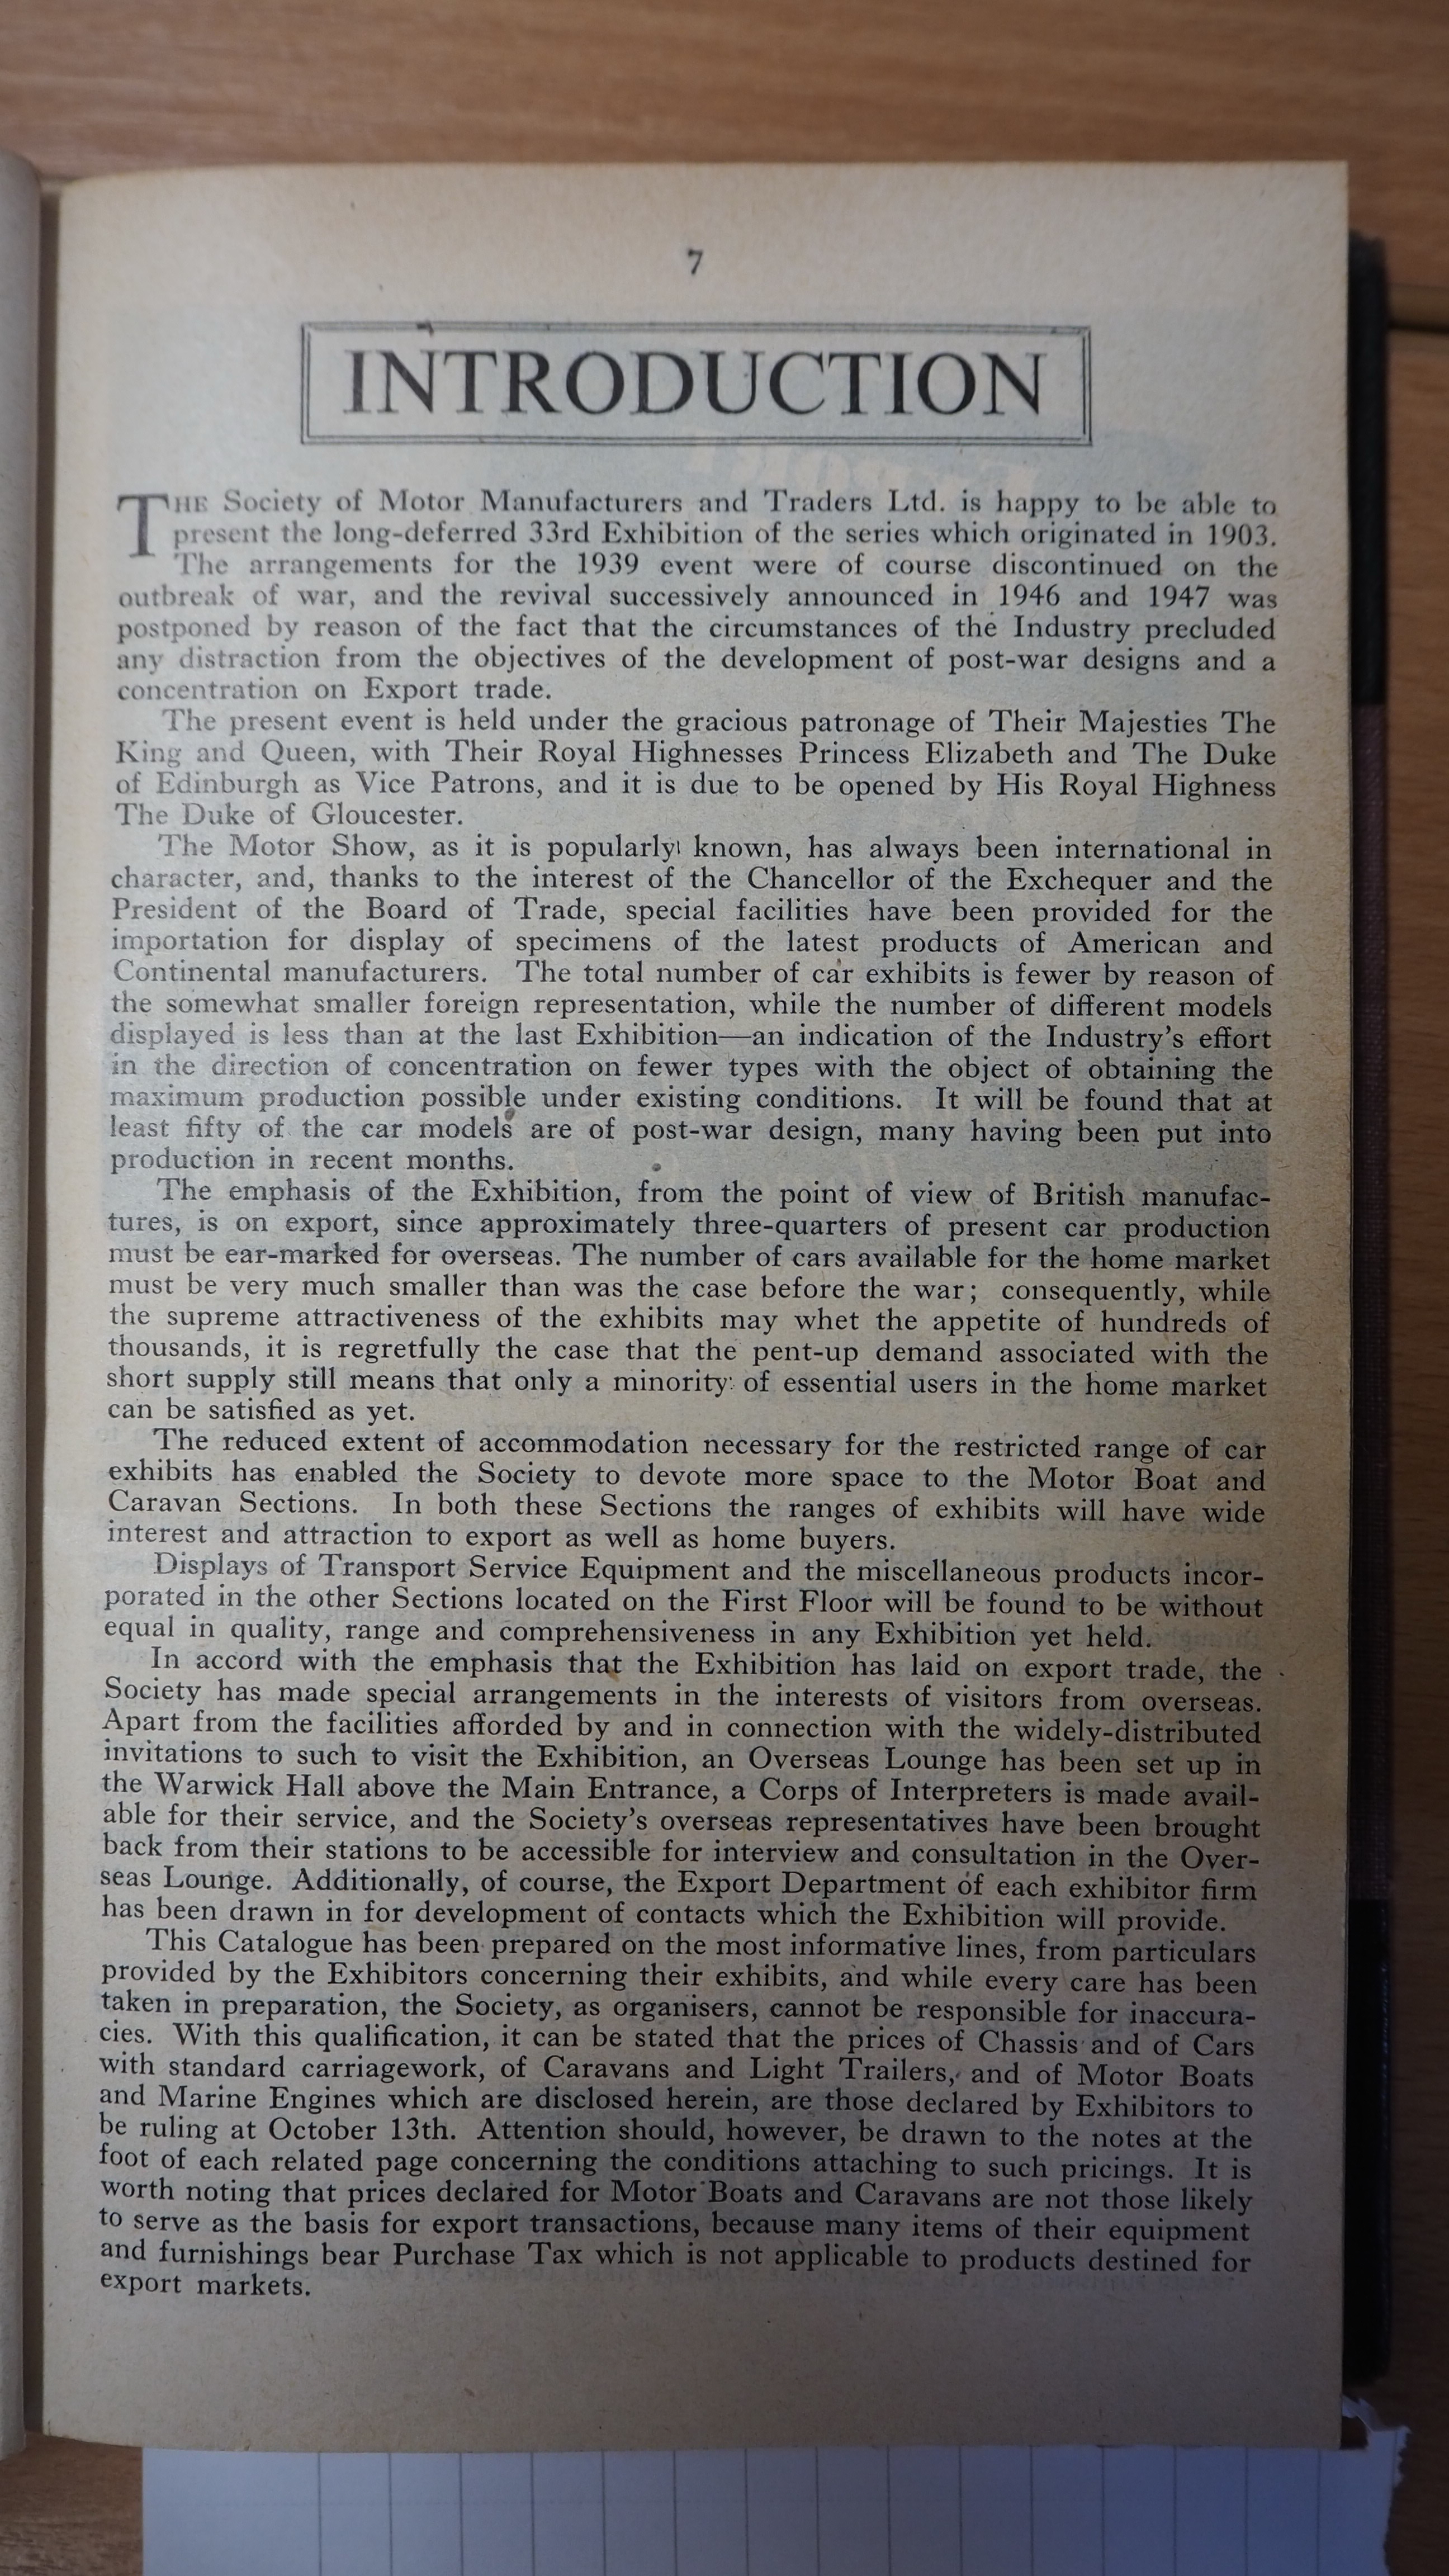 7
INTRODUCTION
THE Society of Motor Manufacturers and Traders Ltd. is happy to be able to
present the long-deferred 33rd Exhibition of the series which originated in 1903.
The arrangements for the 1939 event were of course discontinued on the
outbreak of war, and the revival successively announced in 1946 and 1947 was
postponed by reason of the fact that the circumstances of the Industry precluded
any distraction from the objectives of the development of post-war designs and a
concentration on Export trade.
The present event is held under the gracious patronage of Their Majesties The
King and Queen, with Their Royal Highnesses Princess Elizabeth and The Duke
of Edinburgh as Vice Patrons, and it is due to be opened by His Royal Highness
The Duke of Gloucester.
The Motor Show, as it is popularly known, has always been international in
character, and, thanks to the interest of the Chancellor of the Exchequer and the
President of the Board of Trade, special facilities have been provided for the
importation for display of specimens of the latest products of American and
Continental manufacturers. The total number of car exhibits is fewer by reason of
the somewhat smaller foreign representation, while the number of different models
displayed is less than at the last Exhibition—an indication of the Industry's effort
in the direction of concentration on fewer types with the object of obtaining the
maximum production possible under existing conditions. It will be found that at
least fifty of the car models are of post-war design, many having been put into
production in recent months.
The emphasis of the Exhibition, from the point of view of British manufac-
tures, is on export, since approximately three-quarters of present car production
must be ear-marked for overseas. The number of cars available for the home market
must be very much smaller than was the case before the war; consequently, while
the supreme attractiveness of the exhibits may whet the appetite of hundreds of
thousands, it is regretfully the case that the pent-up demand associated with the
short supply still means that only a minority of essential users in the home market
can be satisfied as yet.
The reduced extent of accommodation necessary for the restricted range of car
exhibits has enabled the Society to devote more space to the Motor Boat and
Caravan Sections. In both these Sections the ranges of exhibits will have wide
interest and attraction to export as well as home buyers.
Displays of Transport Service Equipment and the miscellaneous products incor-
porated in the other Sections located on the First Floor will be found to be without
equal in quality, range and comprehensiveness in any Exhibition yet held.
In accord with the emphasis that the Exhibition has laid on export trade, the
Society has made special arrangements in the interests of visitors from overseas.
Apart from the facilities afforded by and in connection with the widely-distributed
invitations to such to visit the Exhibition, an Overseas Lounge has been set up in
the Warwick Hall above the Main Entrance, a Corps of Interpreters is made avail-
able for their service, and the Society's overseas representatives have been brought
back from their stations to be accessible for interview and consultation in the Over-
seas Lounge. Additionally, of course, the Export Department of each exhibitor firm
has been drawn in for development of contacts which the Exhibition will provide.
This Catalogue has been prepared on the most informative lines, from particulars
provided by the Exhibitors concerning their exhibits, and while every care has been
taken in preparation, the Society, as organisers, cannot be responsible for inaccura-
cies. With this qualification, it can be stated that the prices of Chassis and of Cars
with standard carriagework, of Caravans and Light Trailers, and of Motor Boats
and Marine Engines which are disclosed herein, are those declared by Exhibitors to
be ruling at October 13th. Attention should, however, be drawn to the notes at the
foot of each related page concerning the conditions attaching to such pricings. It is
worth noting that prices declared for Motor Boats and Caravans are not those likely
to serve as the basis for export transactions, because many items of their equipment
and furnishings bear Purchase Tax which is not applicable to products destined for
export markets.